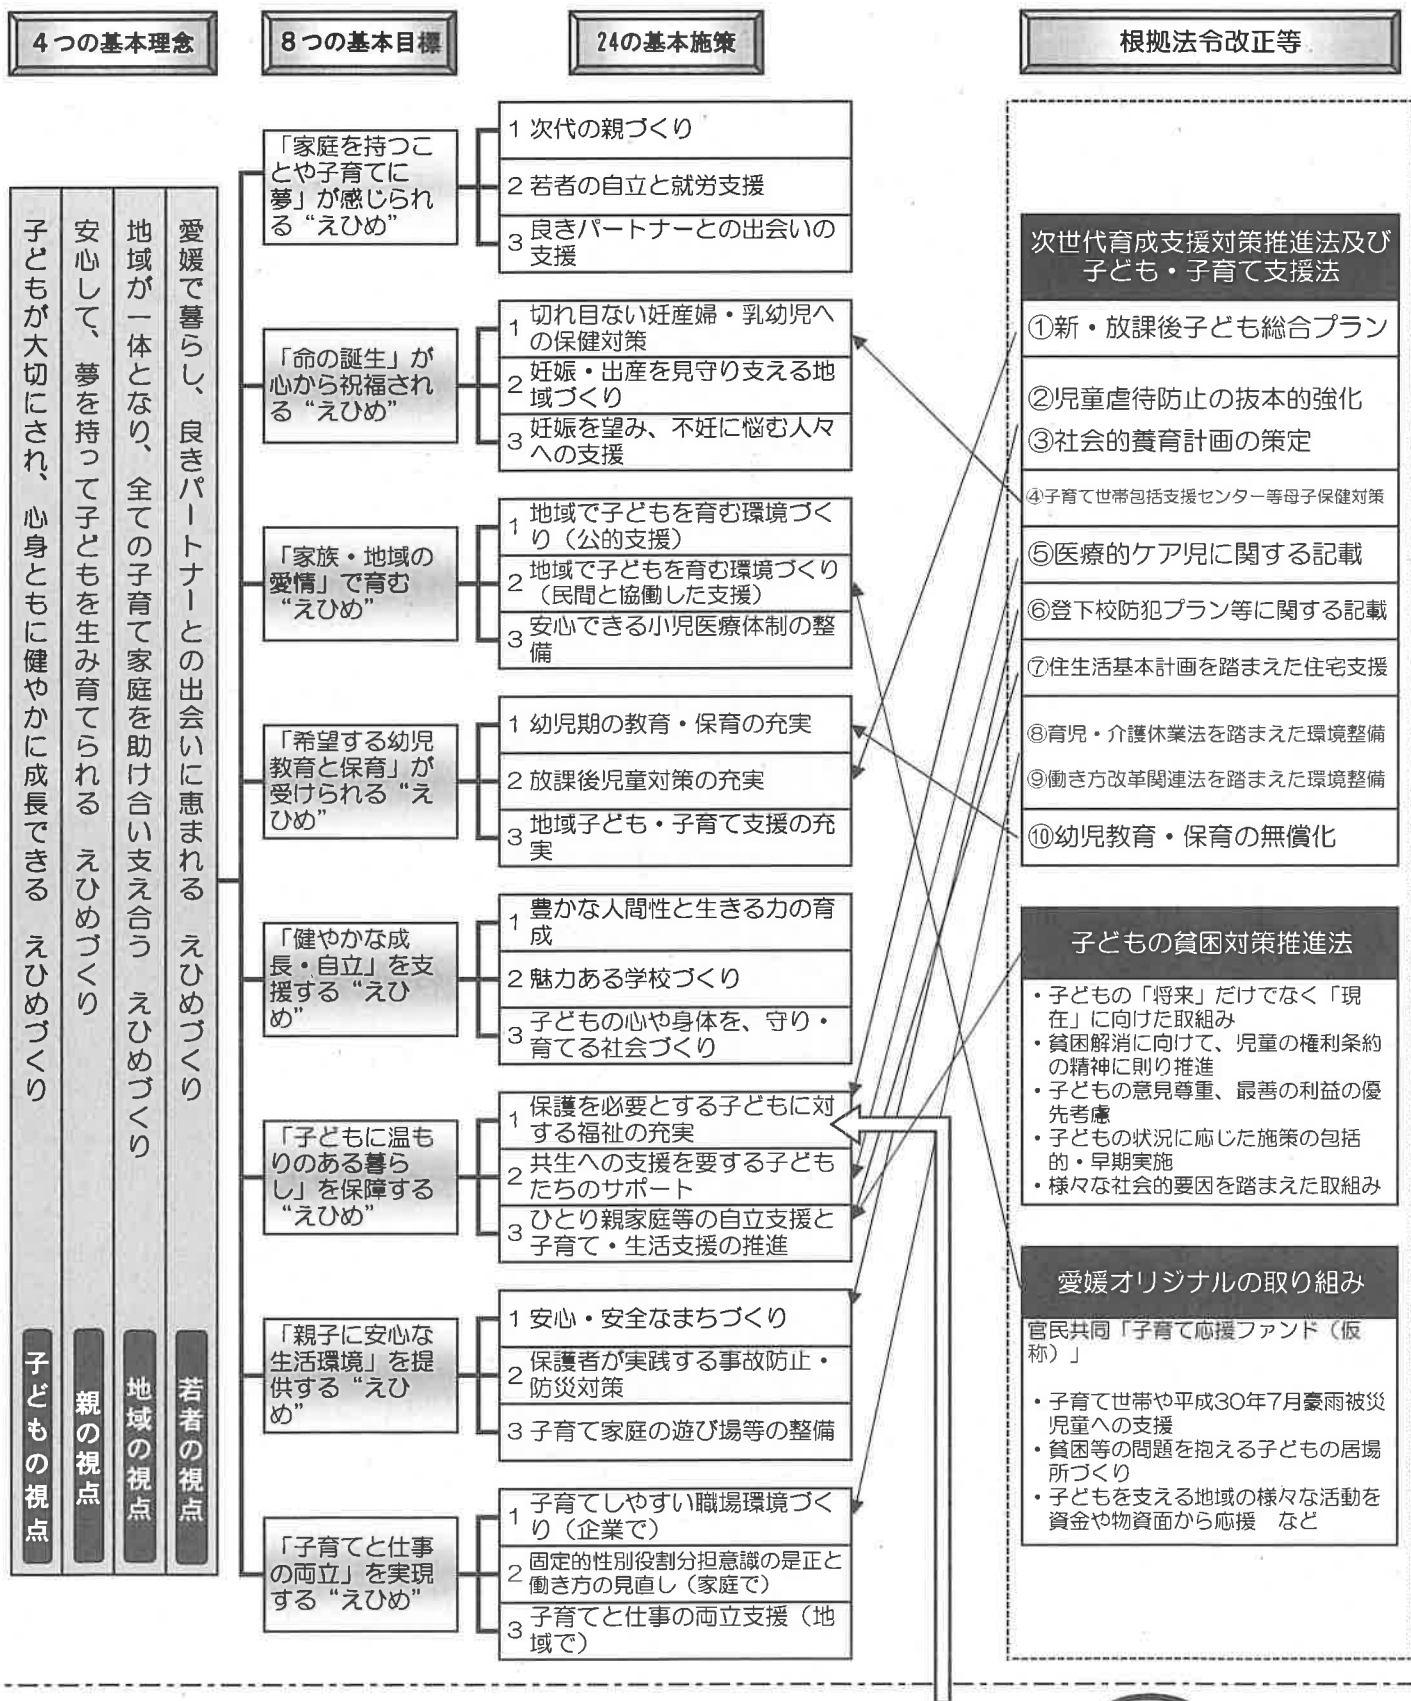 4つの基本理念
8つの基本目標
24の基本施策
根拠法令改正等
愛媛で暮らし、良きパートナーとの出会いに恵まれる　えひめづくり
若者の視点
地域が一体となり、全ての子育て家庭を助け合い支え合う　えひめづくり
地域の視点
安心して、夢を持って子どもを生み育てられる　えひめづくり
親の視点
子どもが大切にされ、心身ともに健やかに成長できる　えひめづくり
子どもの視点
「家庭を持つこ
とや子育てに
夢」が感じられ
る“えひめ”
1 次代の親づくり
2 若者の自立と就労支援
3 良きパートナーとの出会いの
支援
「命の誕生」が
心から祝福され
る“えひめ”
1 切れ目ない妊産婦・乳幼児へ
の保健対策
2 妊娠・出産を見守り支える地
域づくり
3 妊娠を望み、不妊に悩む人々
への支援
「家族・地域の
愛情」で育む
“えひめ”
1 地域で子どもを育む環境づく
り（公的支援）
2 地域で子どもを育む環境づくり
（民間と協働した支援）
3 安心できる小児医療体制の整
備
「希望する幼児
教育と保育」が
受けられる“え
ひめ”
1 幼児期の教育・保育の充実
2 放課後児童対策の充実
3 地域子ども・子育て支援の充
実
「健やかな成
長・自立」を支
援する“えひ
め”
1 豊かな人間性と生きる力の育
成
2 魅力ある学校づくり
3 子どもの心や身体を、守り・
育てる社会づくり
「子どもに温も
りのある暮ら
し」を保障する
“えひめ”
1 保護を必要とする子どもに対
する福祉の充実
2 共生への支援を要する子ども
たちのサポート
3 ひとり親家庭等の自立支援と
子育て・生活支援の推進
「親子に安心な
生活環境」を提
供する“えひ
め”
1 安心・安全なまちづくり
2 保護者が実践する事故防止・
防災対策
3 子育て家庭の遊び場等の整備
「子育てと仕事
の両立」を実現
する“えひめ”
1 子育てしやすい職場環境づく
り（企業で）
2 固定的性別役割分担意識の是正と
働き方の見直し（家庭で）
3 子育てと仕事の両立支援（地
域で）
次世代育成支援対策推進法及び
子ども・子育て支援法
①新・放課後子ども総合プラン
②児童虐待防止の抜本的強化
③社会的養育計画の策定
④子育て世帯包括支援センター等母子保健対策
⑤医療的ケア児に関する記載
⑥登下校防犯プラン等に関する記載
⑦住生活基本計画を踏まえた住宅支援
⑧育児・介護休業法を踏まえた環境整備
⑨働き方改革関連法を踏まえた環境整備
⑩幼児教育・保育の無償化
子どもの貧困対策推進法
・子どもの「将来」だけでなく「現
在」に向けた取組み
・貧困解消に向けて、児童の権利条約
の精神に則り推進
・子どもの意見尊重、最善の利益の優
先考慮
・子どもの状況に応じた施策の包括
的・早期実施
・様々な社会的要因を踏まえた取組み
愛媛オリジナルの取り組み
官民共同「子育て応援ファンド（仮
称）」
・子育て世帯や平成30年7月豪雨被災
児童への支援
・貧困等の問題を抱える子どもの居場
所づくり
・子どもを支える地域の様々な活動を
資金や物資面から応援　など